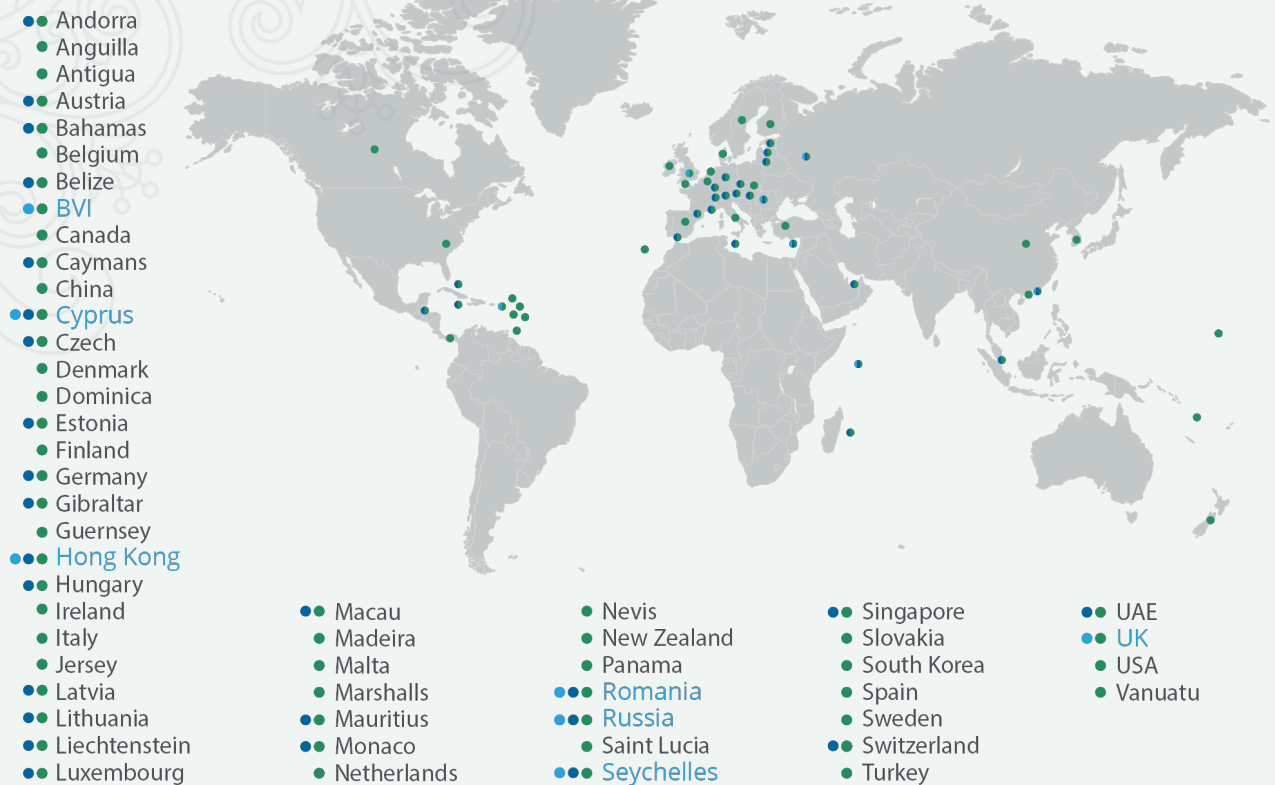 Andorra
Anguilla
Antigua
Austria
Bahamas
Belgium
Belize
BVI
Canada
Caymans
China
Cyprus
Czech
Denmark
Dominica
Estonia
Finland
Germany
Gibraltar
Guernsey
Hong Kong
Hungary
Ireland
Italy
Jersey
Latvia
Lithuania
Liechtenstein
Luxembourg
Macau
Madeira
Malta
Marshalls
Mauritius
Monaco
Netherlands
Nevis
New Zealand
Panama
Romania
Russia
Saint Lucia
Seychelles
Singapore
Slovakia
South Korea
Spain
Sweden
Switzerland
Turkey
UAE
UK
USA
Vanuatu